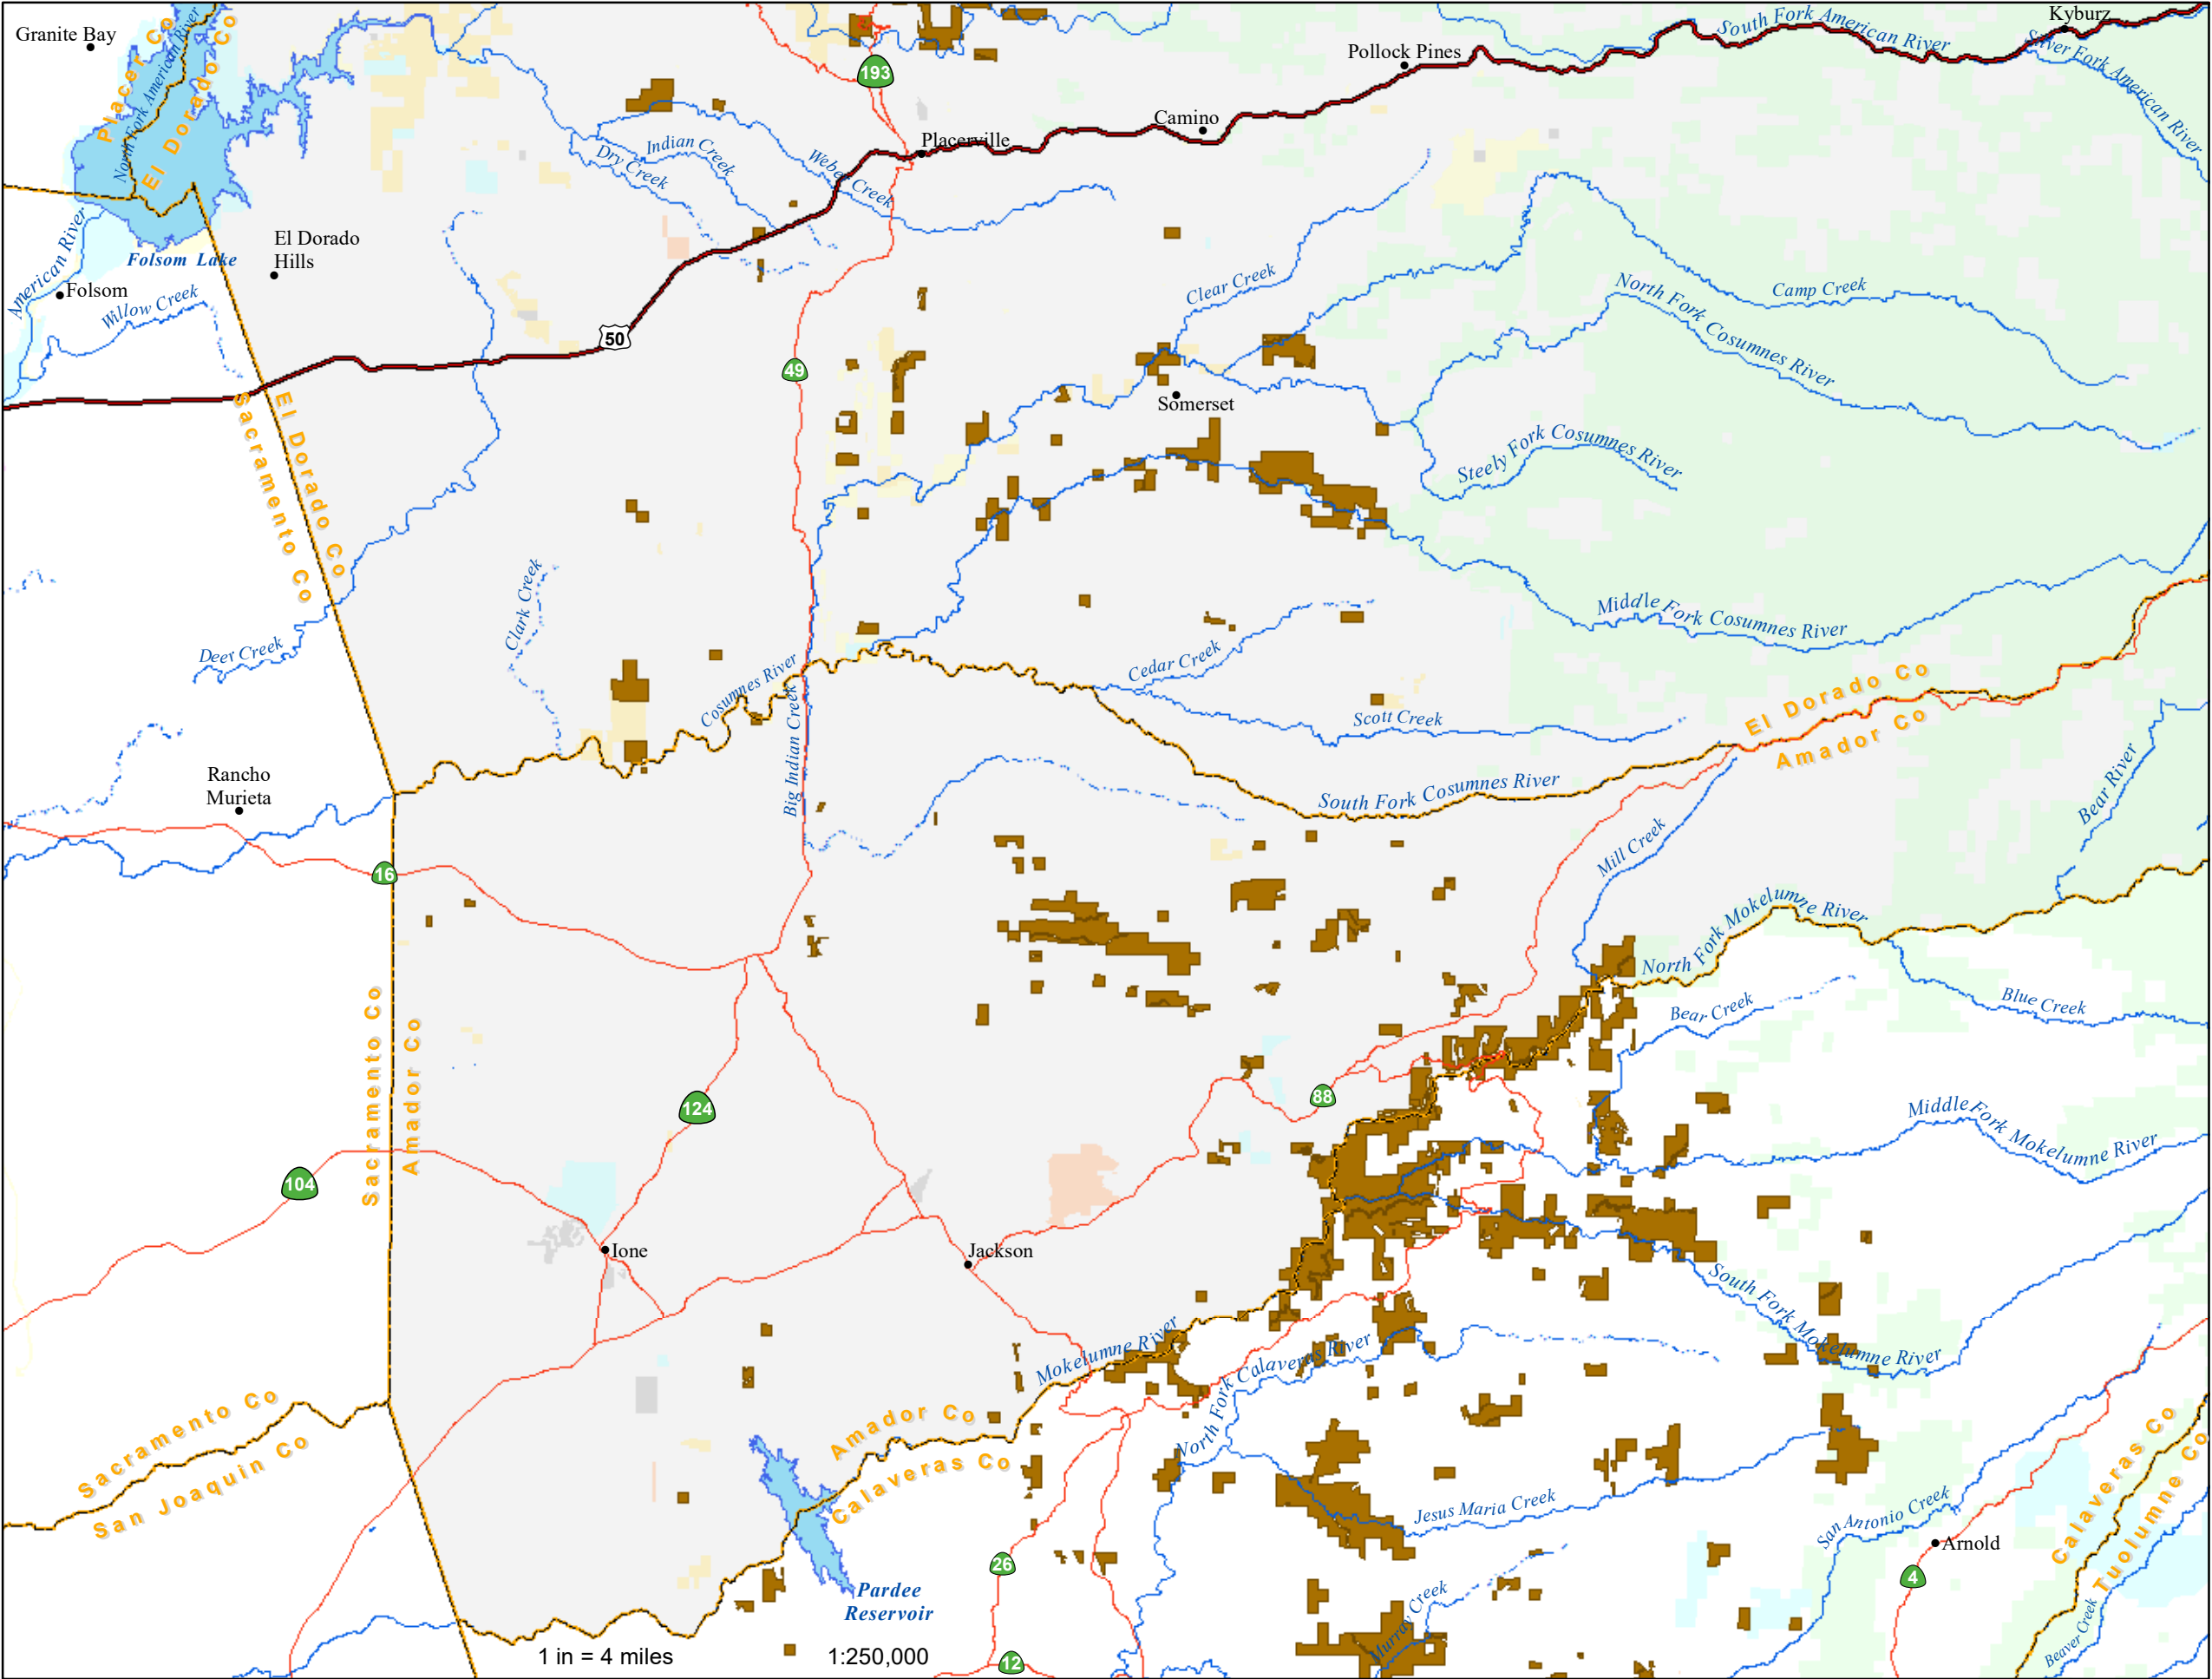 Granite Bay
Placer Co
North Fork American River
El Dorado Co
193
Pollock Pines
South Fork American River
Kyburz
Silver Fork American River
Camino
Placerville
Indian Creek
Dry Creek
Weber Creek
American River
Folsom Lake
El Dorado
Hills
Folsom
Willow Creek
50
49
Clear Creek
Camp Creek
North Fork Cosumnes River
Somerset
Steely Fork Cosumnes River
El Dorado Co
Sacramento Co
Clark Creek
Deer Creek
Middle Fork Cosumnes River
Cedar Creek
Cosumnes River
Big Indian Creek
Scott Creek
El Dorado Co
Amador Co
Rancho
Murieta
South Fork Cosumnes River
Bear River
Mill Creek
16
North Fork Mokelumne River
Sacramento Co
Amador Co
Bear Creek
Blue Creek
124
88
Middle Fork Mokelumne River
104
Ione
Jackson
South Fork Mokelumne River
Mokelumne River
North Fork Calaveras River
Sacramento Co
San Joaquin Co
Amador Co
Calaveras Co
Jesus Maria Creek
San Antonio Creek
Arnold
Calaveras Co
Tuolumne Co
26
4
Pardee
Reservoir
Murray Creek
Beaver Creek
1 in = 4 miles
1:250,000
12